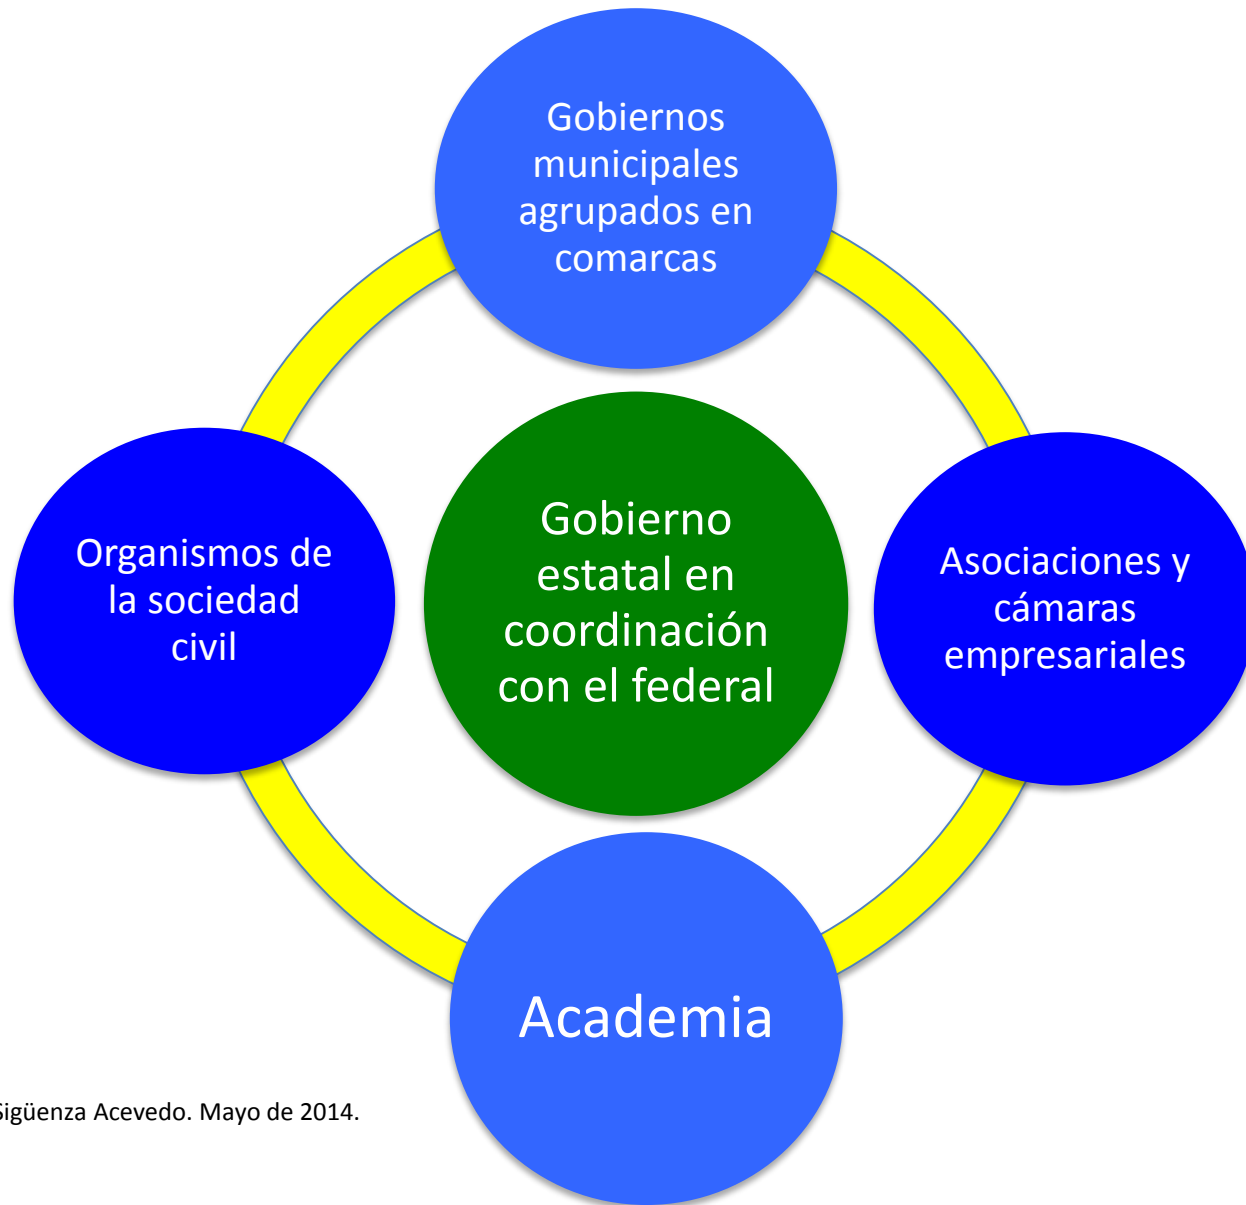 Gobiernos
municipales
agrupados en
comarcas
Organismos de
la sociedad
civil
Gobierno
estatal en
coordinación
con el federal
Asociaciones y
cámaras
empresariales
Academia
Sigüenza Acevedo. Mayo de 2014.